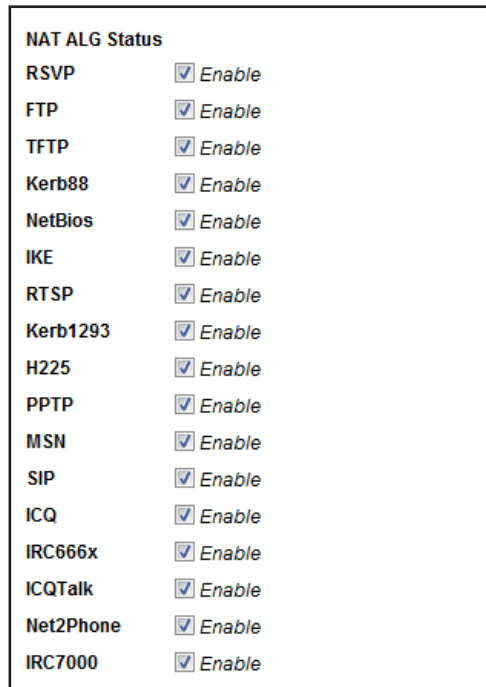 NAT ALG Status
RSVP Enable
FTP Enable
TFTP Enable
Kerb88 Enable
NetBios Enable
IKE Enable
RTSP Enable
Kerb1293 Enable
H225 Enable
PPTP Enable
MSN Enable
SIP Enable
ICQ Enable
IRC666x Enable
ICQTalk Enable
Net2Phone Enable
IRC7000 Enable